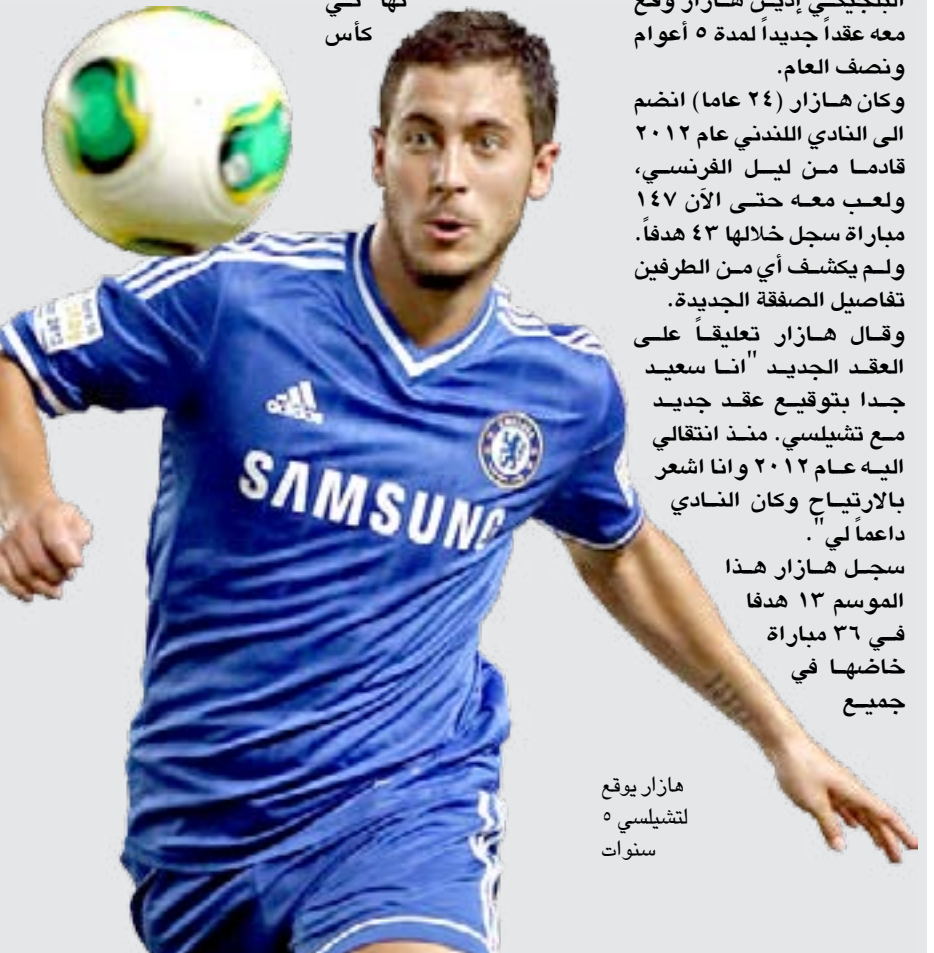 البلجيكي إدين هازار وقع
معه عقداً جديداً لمدة ٥ أعوام
ونصف العام.
وكان هازار (٢٤ عاما) انضم
الى النادي اللندني عام ٢٠١٢
قادما من ليل الفرنسي،
ولعب معه حتى الآن ١٤٧
مباراة سجل خلالها ٤٣ هدفاً.
ولم يكشف أي من الطرفين
تفاصيل الصفقة الجديدة.
وقال هازار تعليقاً على
العقد الجديد "انا سعيد
جدا بتوقيع عقد جديد
مع تشيلسي. منذ انتقالي
اليه عام ٢٠١٢ وانا اشعر
بالارتياح وكان النادي
داعماً لي".
سجل هازار هذا
الموسم ١٣ هدفا
في ٣٦ مباراة
خاضها في
جميع
كأس
adidas
SAMSUNG
هازار يوقع
لتشيلسي ٥
سنوات